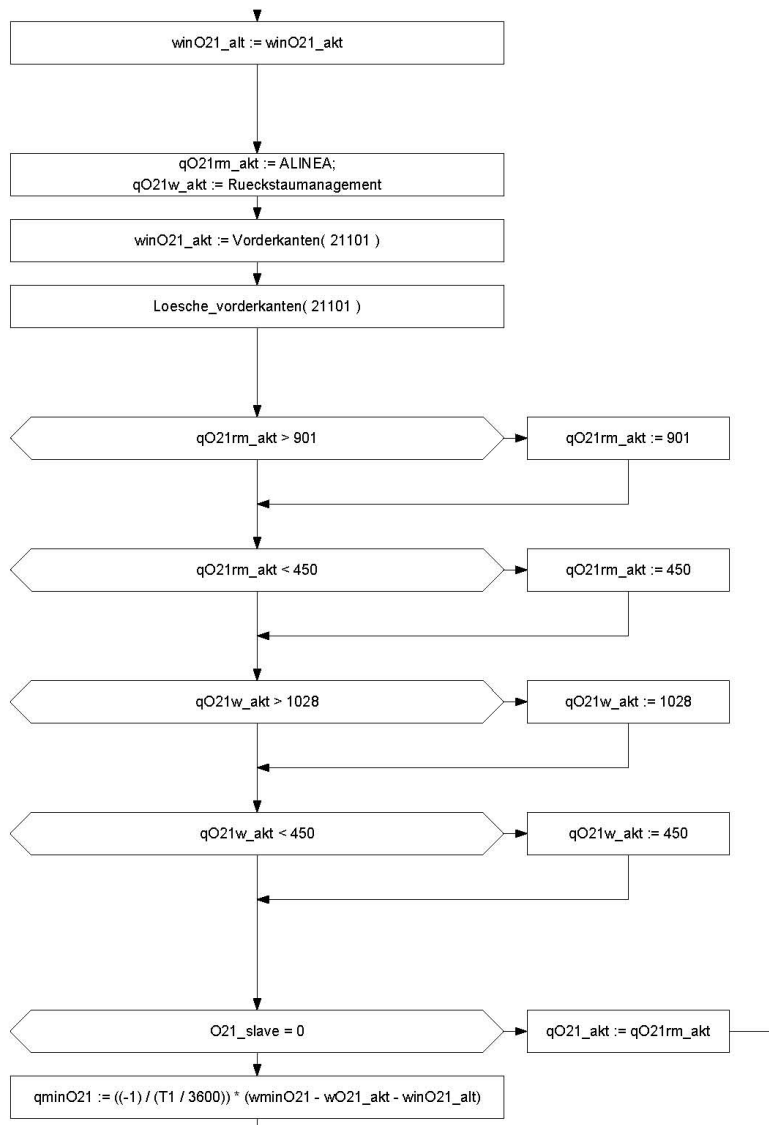 winO21_alt := winO21_akt
qO21rm_akt := ALINEA;
qO21w_akt := Rueckstaumanagement
winO21_akt := Vorderkanten( 21101 )
Loesche_vorderkanten( 21101 )
qO21rm_akt > 901
qO21rm_akt := 901
qO21rm_akt < 450
qO21rm_akt := 450
qO21w_akt > 1028
qO21w_akt := 1028
qO21w_akt < 450
qO21w_akt := 450
O21_slave = 0
qO21_akt := qO21rm_akt
qminO21 := ((-1) / (T1 / 3600)) * (wminO21 - wO21_akt - winO21_alt)